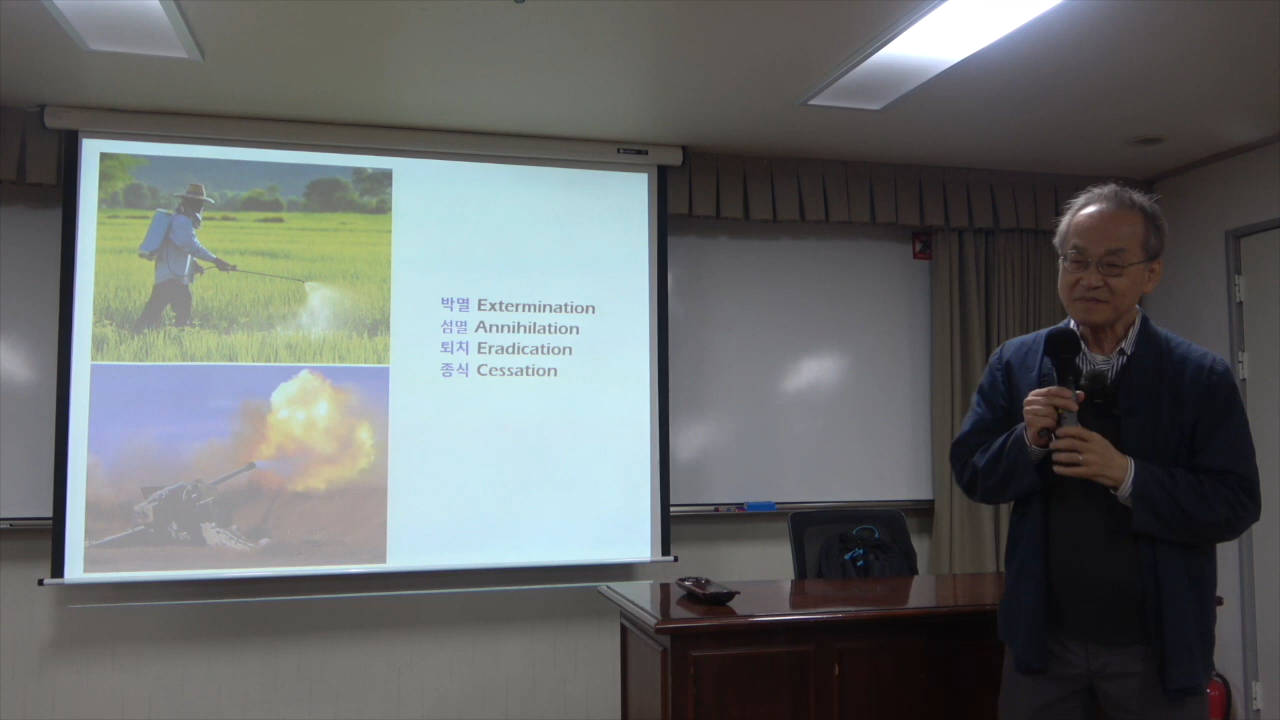 박멸 Extermination
섬멸 Annihilation
퇴치 Eradication
종식 Cessation